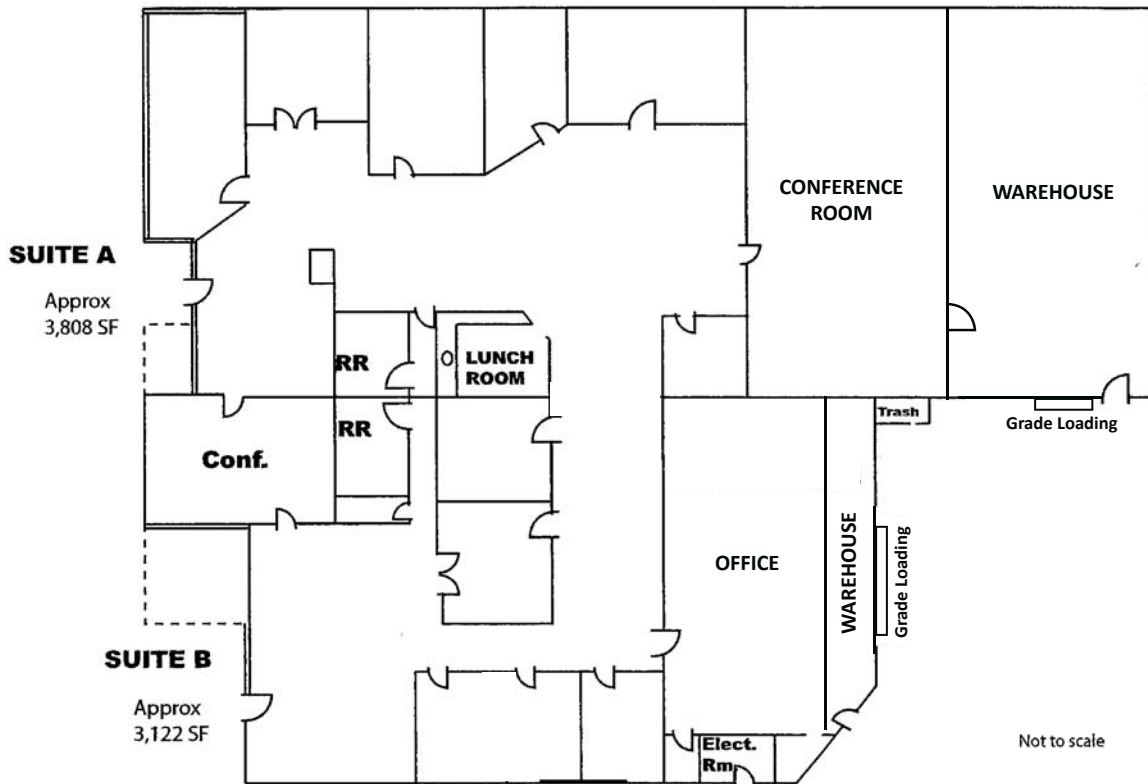 CONFERENCE
ROOM
WAREHOUSE
SUITE A
Approx
3,808 SF
RR
LUNCH
ROOM
Trash
Grade Loading
RR
Conf.
OFFICE
WAREHOUSE
Grade Loading
SUITE B
Approx
3,122 SF
Elect.
Rm.
Not to scale